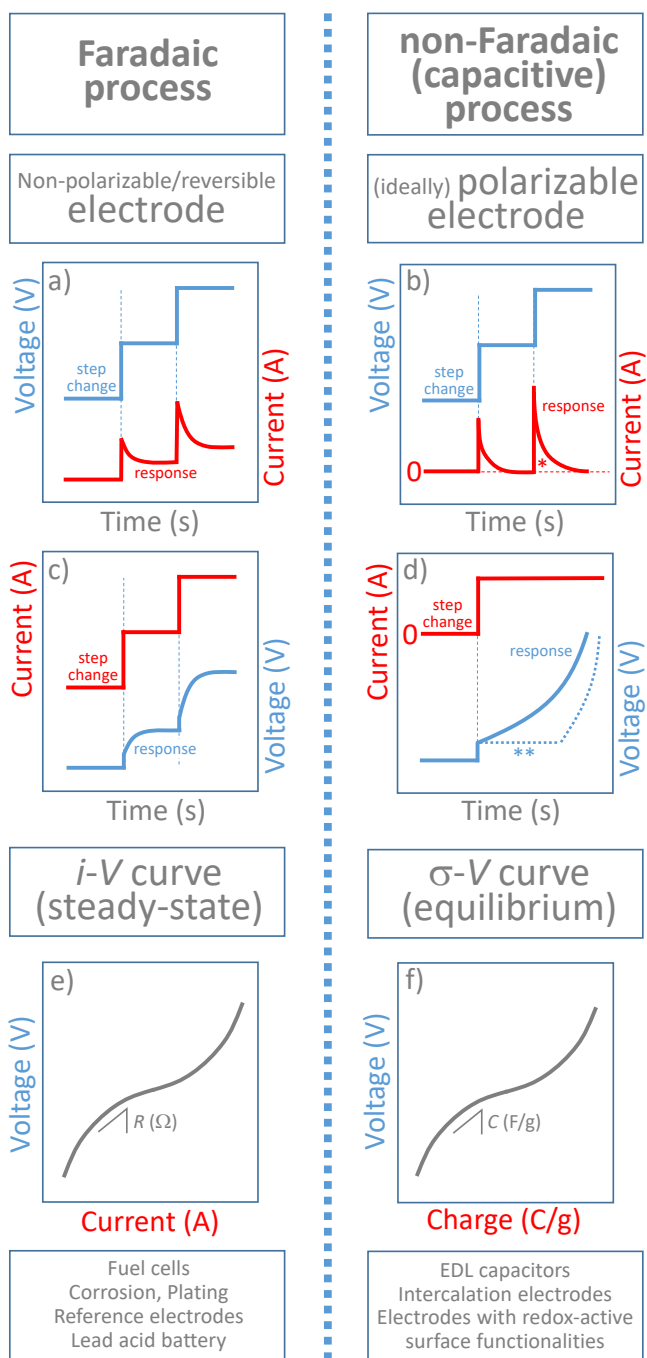 Faradaic
process
non-Faradaic
(capacitive)
process
Non-polarizable/reversible
electrode
(ideally) polarizable
electrode
a)
Voltage (V)
step
change
response
Current (A)
Time (s)
b)
Voltage (V)
step
change
response
0
*
Current (A)
Time (s)
c)
Current (A)
step
change
response
Voltage (V)
Time (s)
d)
Current (A)
0
step
change
response
**
Voltage (V)
Time (s)
i-V curve
(steady-state)
σ-V curve
(equilibrium)
e)
Voltage (V)
R (Ω)
Current (A)
f)
Voltage (V)
C (F/g)
Charge (C/g)
Fuel cells
Corrosion, Plating
Reference electrodes
Lead acid battery
EDL capacitors
Intercalation electrodes
Electrodes with redox-active
surface functionalities